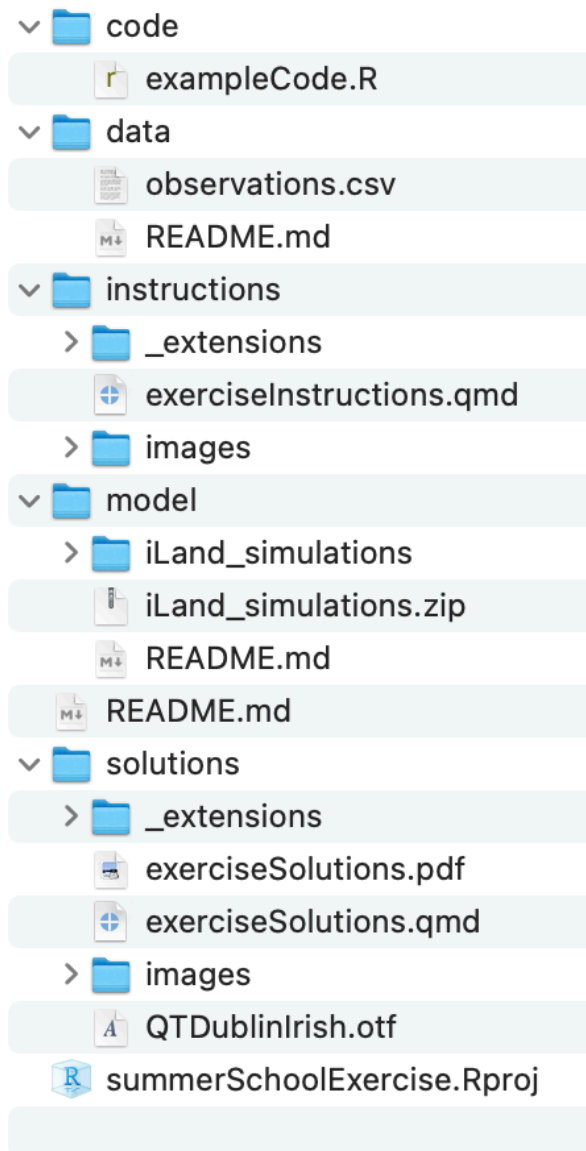 code
exampleCode.R
data
observations.csv
README.md
instructions
_extensions
exerciseInstructions.qmd
images
model
iLand_simulations
iLand_simulations.zip
README.md
README.md
solutions
_extensions
exerciseSolutions.pdf
exerciseSolutions.qmd
images
QTDublinIrish.otf
summerSchoolExercise.Rproj